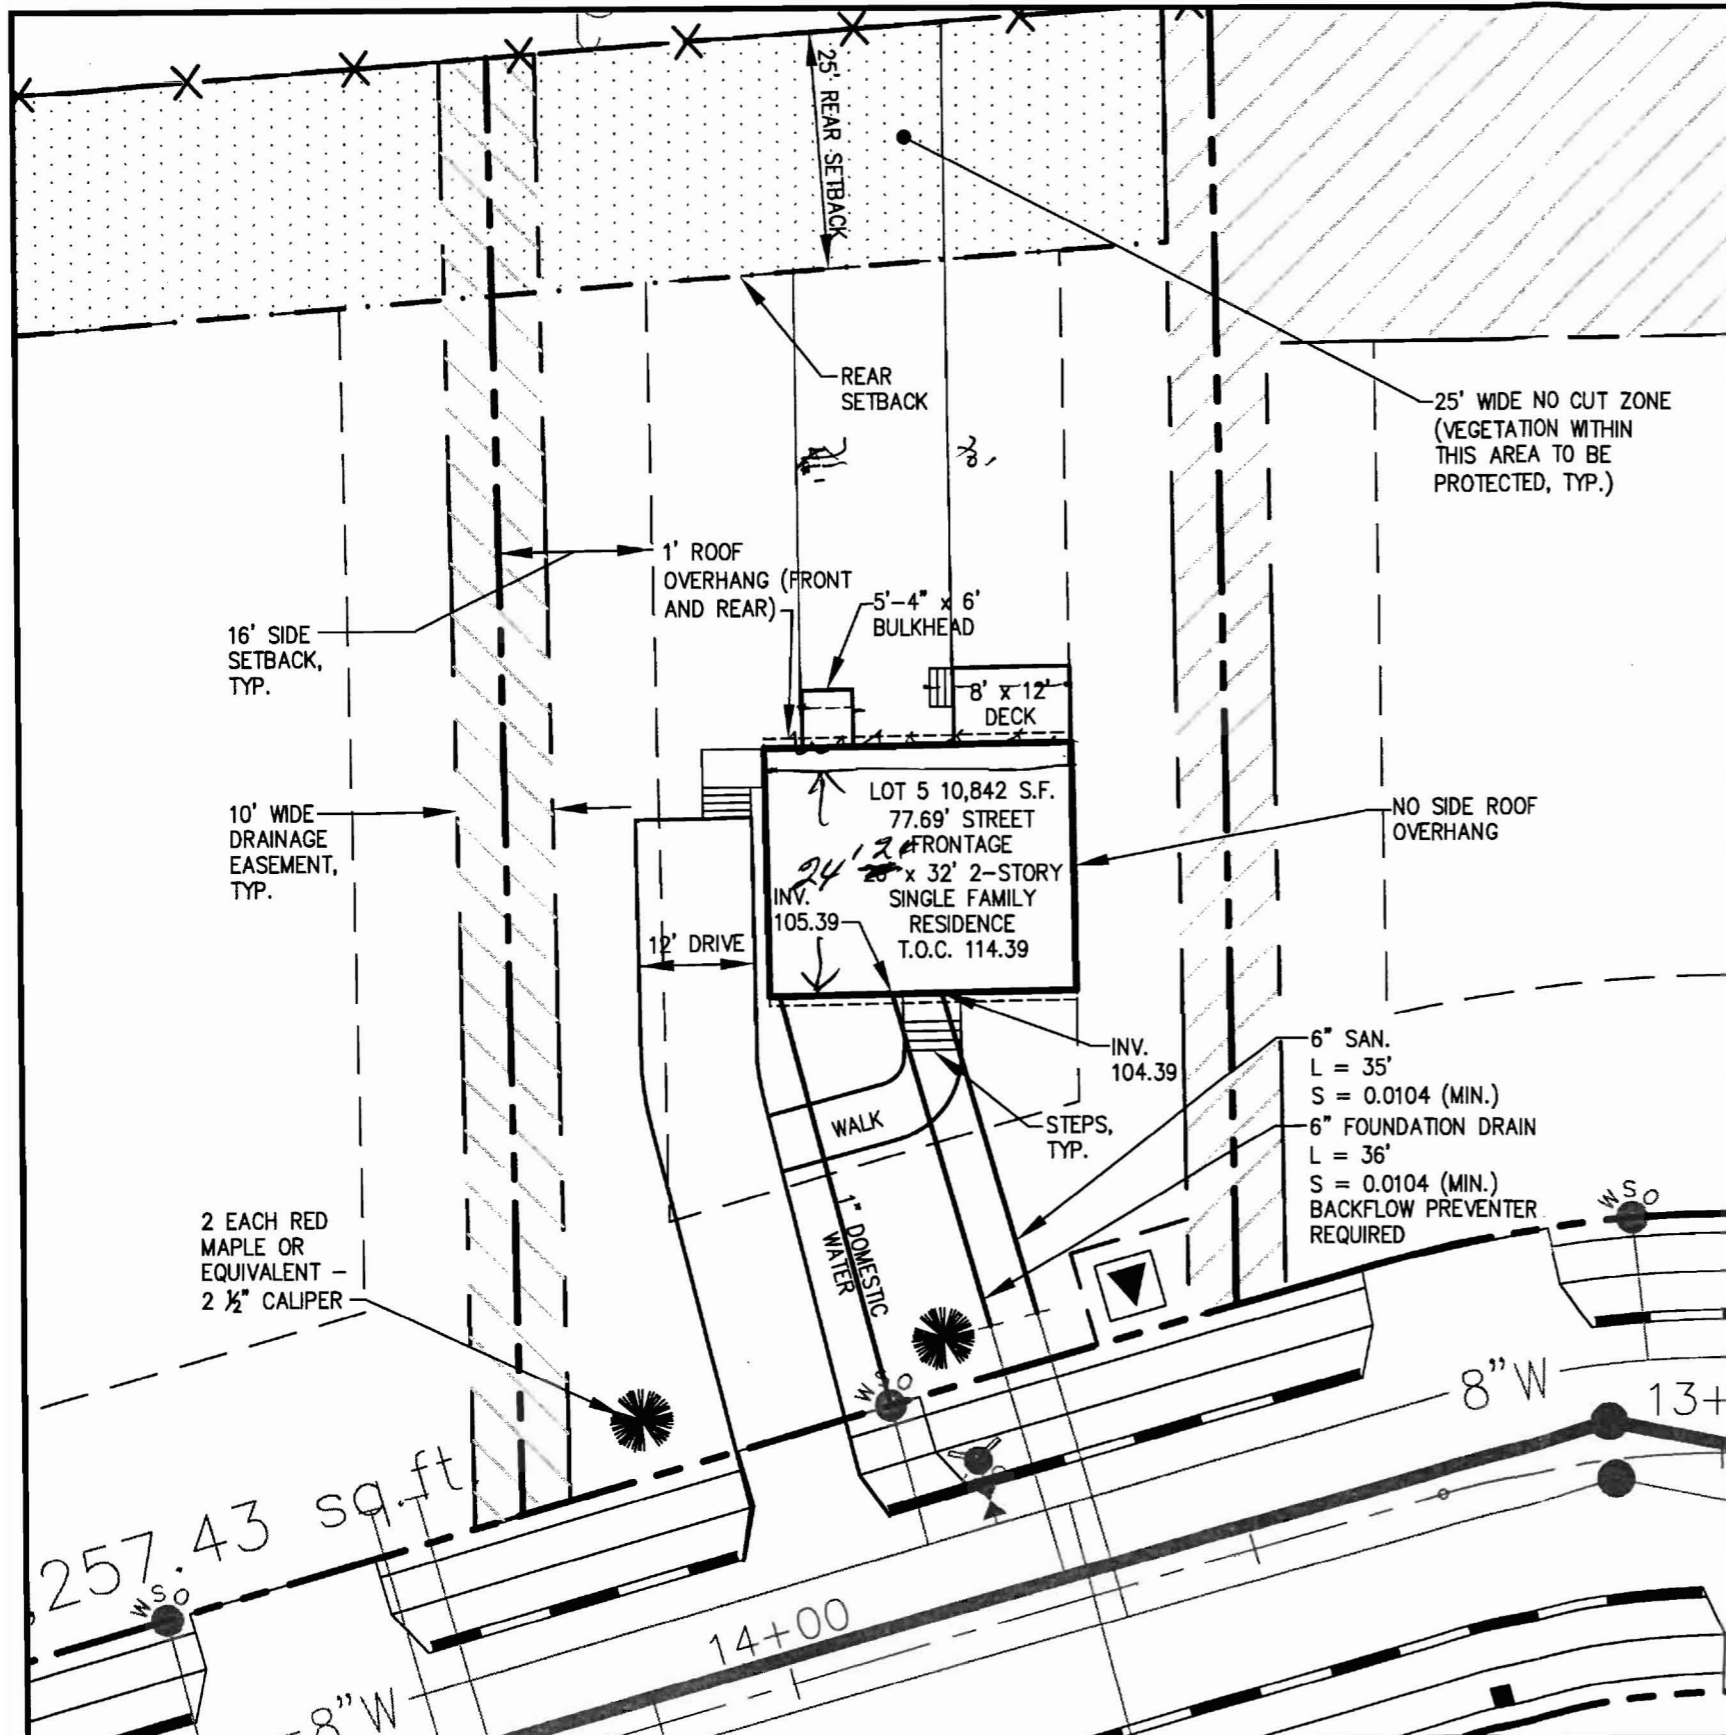 25' REAR SETBACK
REAR
SETBACK
25' WIDE NO CUT ZONE
(VEGETATION WITHIN
THIS AREA TO BE
PROTECTED, TYP.)
1' ROOF
OVERHANG (FRONT
AND REAR)
5'-4" x 6'
BULKHEAD
16' SIDE
SETBACK,
TYP.
8' x 12'
DECK
LOT 5 10,842 S.F.
77.69' STREET
FRONTAGE
24' x 32' 2-STORY
SINGLE FAMILY
RESIDENCE
T.O.C. 114.39
NO SIDE ROOF
OVERHANG
10' WIDE
DRAINAGE
EASEMENT,
TYP.
INV.
105.39
12' DRIVE
INV.
104.39
6" SAN.
L = 35'
S = 0.0104 (MIN.)
6" FOUNDATION DRAIN
L = 36'
S = 0.0104 (MIN.)
BACKFLOW PREVENTER
REQUIRED
WALK
STEPS,
TYP.
1" DOMESTIC
WATER
2 EACH RED
MAPLE OR
EQUIVALENT -
2 ½" CALIPER
WSO
WSO
8"W
13+
257.43 sq.ft
WSO
14+00
8"W